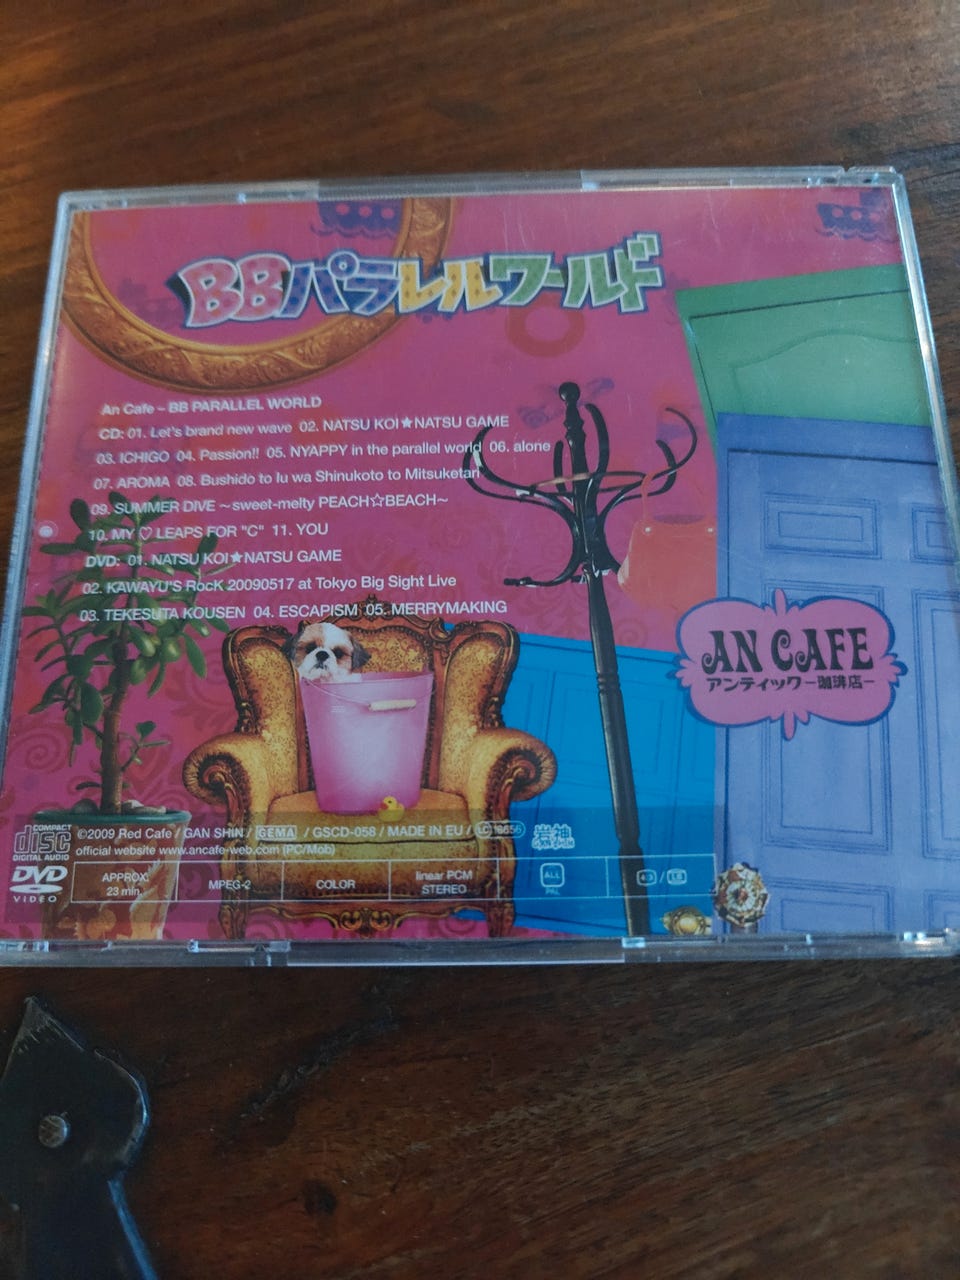 BBパラレルワールド
An Cafe – BB PARALLEL WORLD
CD: 01. Let's brand new wave 02. NATSU KOI★NATSU GAME
03. ICHIGO 04. Passion!! 05. NYAPPY in the parallel world 06. alone
07. AROMA 08. Bushido to Iu wa Shinukoto to Mitsuketari
09. SUMMER DIVE ～sweet-melty PEACH☆BEACH～
10. MY ♡ LEAPS FOR "C" 11. YOU
DVD: 01. NATSU KOI★NATSU GAME
02. KAWAYU'S RocK 20090517 at Tokyo Big Sight Live
03. TEKESUTA KOUSEN 04. ESCAPISM 05. MERRYMAKING
AN CAFE
アンティックー珈琲店ー
COMPACT
disc
DIGITAL AUDIO
©2009 Red Cafe / GAN SHIN / GEMA / GSCD-058 / MADE IN EU / LC 18656 岩神
GAN SHIN
official website www.ancafe-web.com (PC/Mob)
DVD
VIDEO
APPROX.
23 min.
MPEG-2
COLOR
linear PCM
STEREO
ALL
PAL
4:3 /